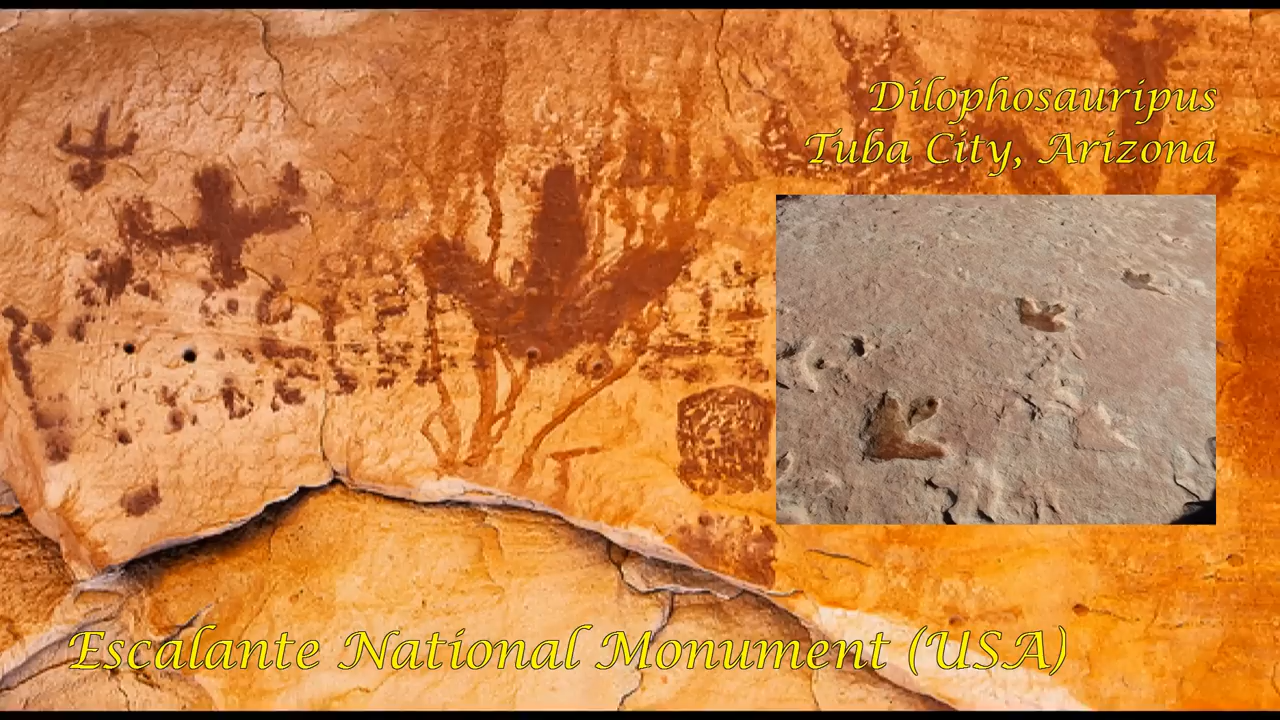 Dilophosauripus
Tuba City, Arizona
Escalante National Monument (USA)